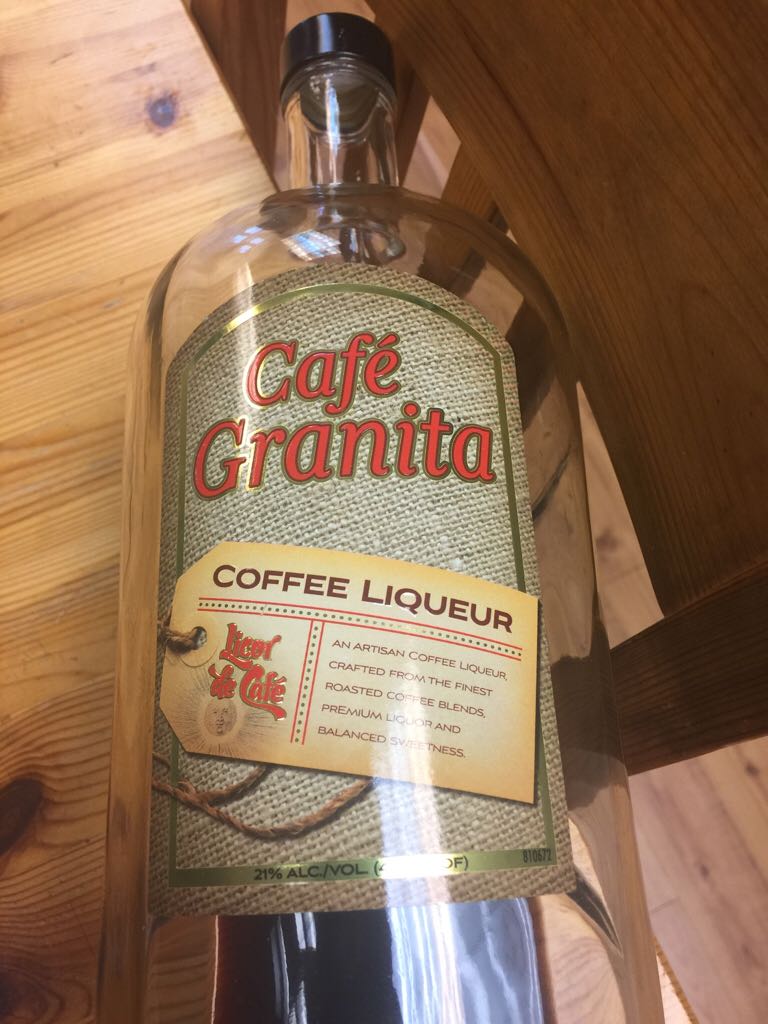 Café
Granita
COFFEE LIQUEUR
Licor
de Café
AN ARTISAN COFFEE LIQUEUR,
CRAFTED FROM THE FINEST
ROASTED COFFEE BLENDS,
PREMIUM LIQUOR AND
BALANCED SWEETNESS.
21% ALC./VOL.
810672